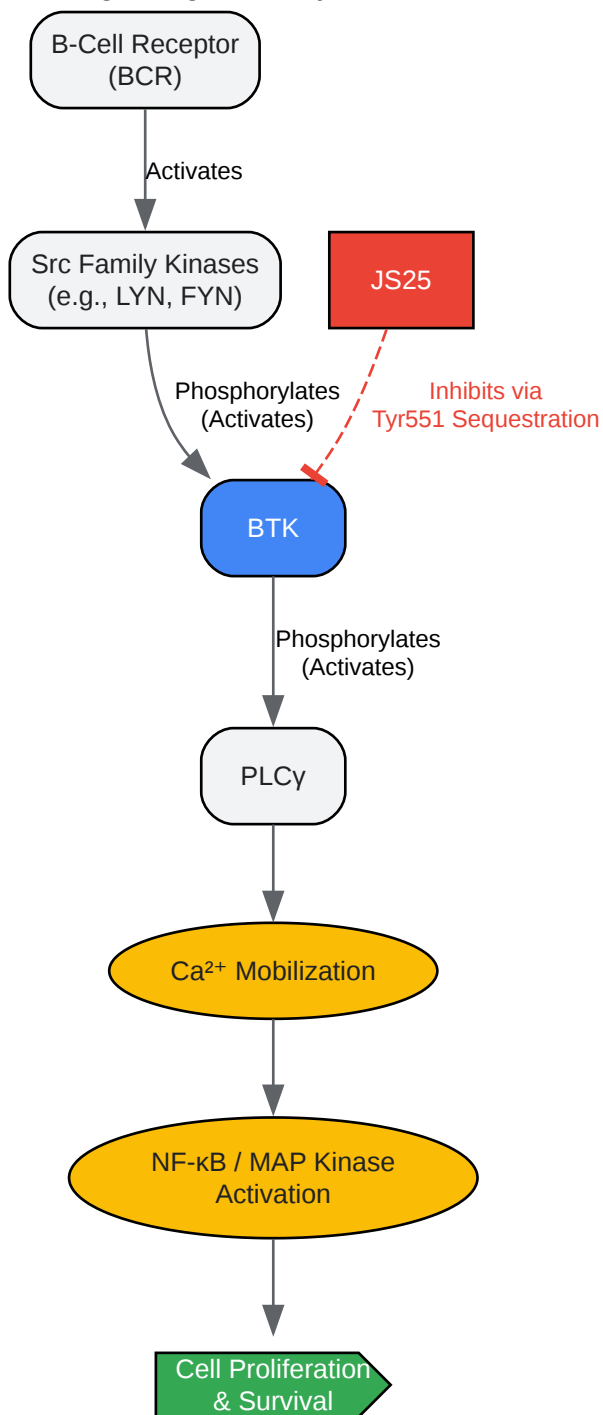 B-Cell Receptor
(BCR)
Activates
Src Family Kinases
(e.g., LYN, FYN)
JS25
Phosphorylates
(Activates)
Inhibits via
Tyr551 Sequestration
BTK
Phosphorylates
(Activates)
PLCγ
Ca²⁺ Mobilization
NF-κB / MAP Kinase
Activation
Cell Proliferation
& Survival